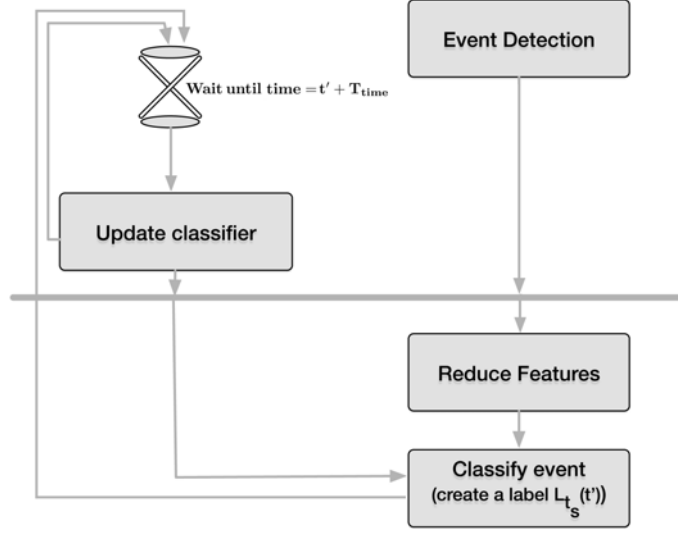 Event Detection
Wait until time = t′ + T_time
Update classifier
Reduce Features
Classify event
(create a label L_t_s(t'))